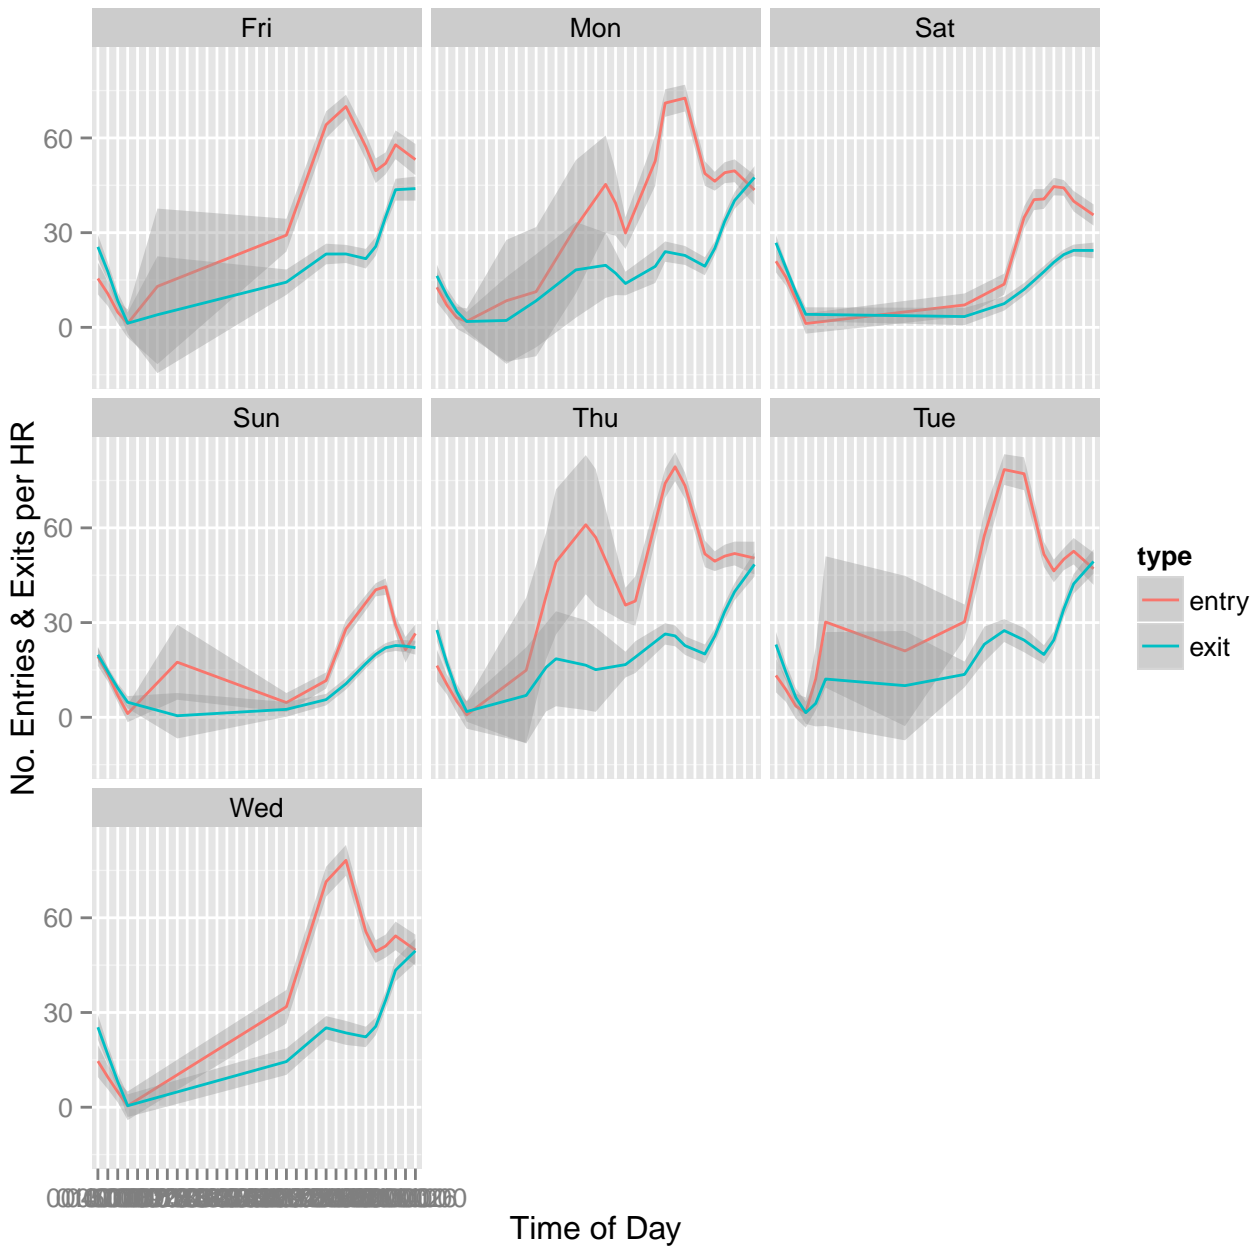 Fri
Mon
Sat
60
30
0
Sun
Thu
Tue
60
30
0
Wed
60
30
0
No. Entries & Exits per HR
Time of Day
type
entry
exit